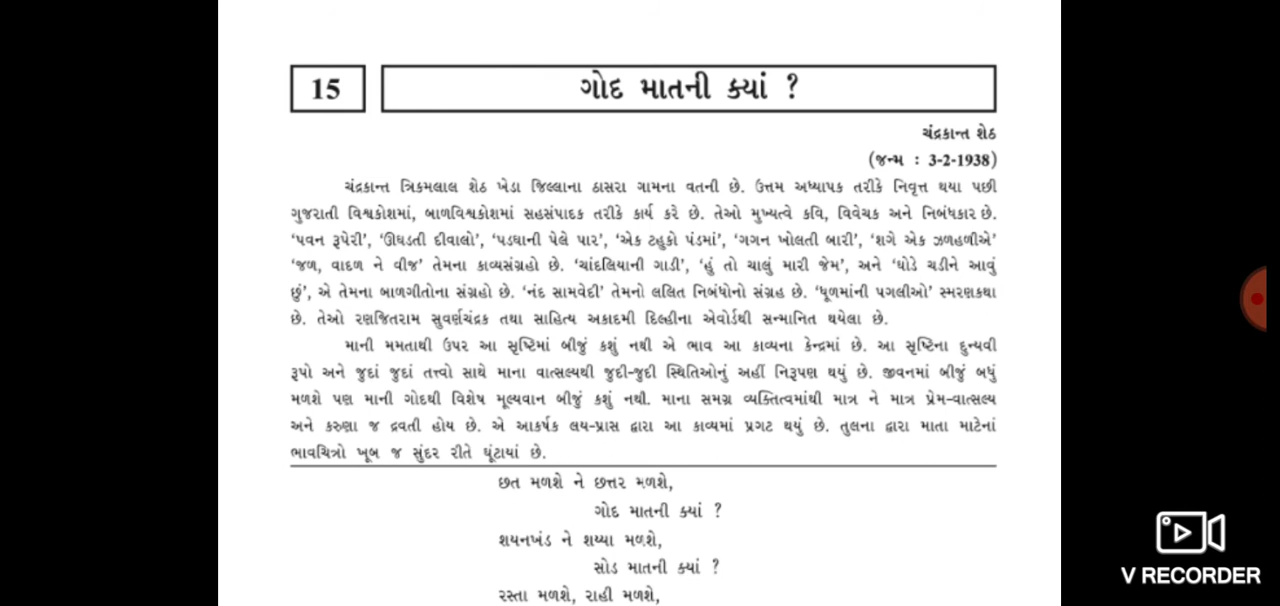 15
ગોદ માતની ક્યાં ?
ચંદ્રકાન્ત શેઠ
(જન્મ : 3-2-1938)
ચંદ્રકાન્ત ત્રિકમલાલ શેઠ ખેડા જિલ્લાના ઠાસરા ગામના વતની છે. ઉત્તમ અધ્યાપક તરીકે નિવૃત્ત થયા પછી
ગુજરાતી વિશ્વકોશમાં, બાળવિશ્વકોશમાં સહસંપાદક તરીકે કાર્ય કરે છે. તેઓ મુખ્યત્વે કવિ, વિવેચક અને નિબંધકાર છે.
‘પવન રૂપેરી’, ‘ઊઘડતી દીવાલો’, ‘પડઘાની પેલે પાર’, ‘એક ટહુકો પંડમાં’, ‘ગગન ખોલતી બારી’, ‘શગે એક ઝળહળીએ’
‘જળ, વાદળ ને વીજ’ તેમના કાવ્યસંગ્રહો છે. ‘ચાંદલિયાની ગાડી’, ‘હું તો ચાલું મારી જેમ’, અને ‘ઘોડે ચડીને આવું
છું’, એ તેમના બાળગીતોના સંગ્રહો છે. ‘નંદ સામવેદી’ તેમનો લલિત નિબંધોનો સંગ્રહ છે. ‘ધૂળમાંની પગલીઓ’ સ્મરણકથા
છે. તેઓ રણજિતરામ સુવર્ણચંદ્રક તથા સાહિત્ય અકાદમી દિલ્હીના એવોર્ડથી સન્માનિત થયેલા છે.
માની મમતાથી ઉપર આ સૃષ્ટિમાં બીજું કશું નથી એ ભાવ આ કાવ્યના કેન્દ્રમાં છે. આ સૃષ્ટિના દુન્યવી
રૂપો અને જુદાં જુદાં તત્ત્વો સાથે માના વાત્સલ્યથી જુદી-જુદી સ્થિતિઓનું અહીં નિરૂપણ થયું છે. જીવનમાં બીજું બધું
મળશે પણ માની ગોદથી વિશેષ મૂલ્યવાન બીજું કશું નથી. માના સમગ્ર વ્યક્તિત્વમાંથી માત્ર ને માત્ર પ્રેમ-વાત્સલ્ય
અને કરુણા જ દ્રવતી હોય છે. એ આકર્ષક લય-પ્રાસ દ્વારા આ કાવ્યમાં પ્રગટ થયું છે. તુલના દ્વારા માતા માટેનાં
ભાવચિત્રો ખૂબ જ સુંદર રીતે ઘૂંટાયાં છે.
છત મળશે ને છત્તર મળશે,
ગોદ માતની ક્યાં ?
શયનખંડ ને શય્યા મળશે,
સોડ માતની ક્યાં ?
રસ્તા મળશે, રાહી મળશે,
V RECORDER